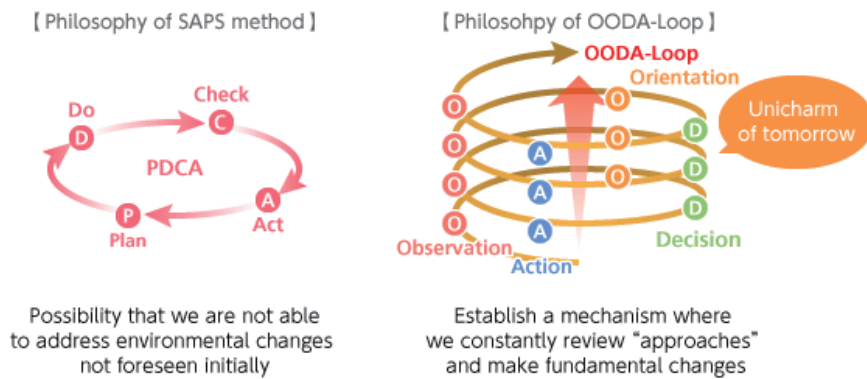 【Philosophy of SAPS method】
Do
D
Check
C
PDCA
P
Plan
A
Act
Possibility that we are not able
to address environmental changes
not foreseen initially
【Philosohpy of OODA-Loop】
OODA-Loop
Orientation
O
O
O
O
O
O
O
D
D
D
A
A
A
Observation
Action
Decision
Unicharm
of tomorrow
Establish a mechanism where
we constantly review “approaches”
and make fundamental changes